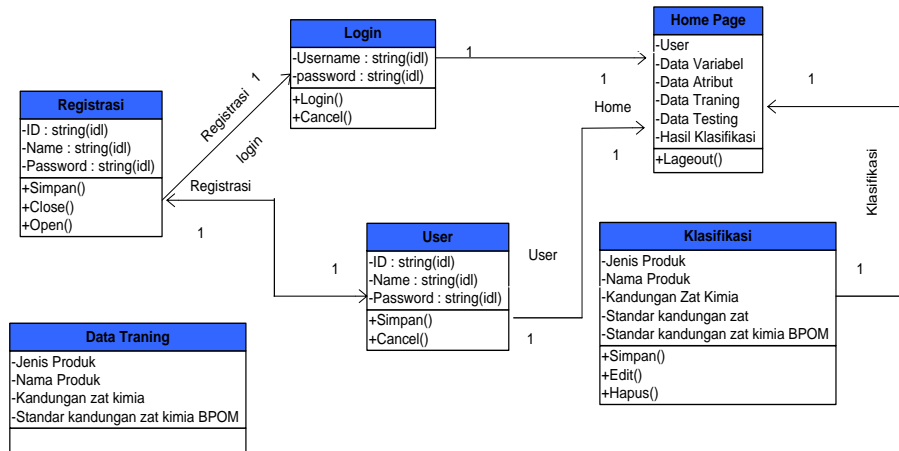 Login
-Username : string(idl)
-password : string(idl)
+Login()
+Cancel()
1
1
Home Page
-User
-Data Variabel
-Data Atribut
-Data Traning
-Data Testing
-Hasil Klasifikasi
+Lageout()
1
Registrasi
-ID : string(idl)
-Name : string(idl)
-Password : string(idl)
+Simpan()
+Close()
+Open()
Registrasi 1
login
Registrasi
1
1
Home
1
User
1
User
-ID : string(idl)
-Name : string(idl)
-Password : string(idl)
+Simpan()
+Cancel()
Klasifikasi
-Jenis Produk
-Nama Produk
-Kandungan Zat Kimia
-Standar kandungan zat
-Standar kandungan zat kimia BPOM
+Simpan()
+Edit()
+Hapus()
1
Klasifikasi
Data Traning
-Jenis Produk
-Nama Produk
-Kandungan zat kimia
-Standar kandungan zat kimia BPOM